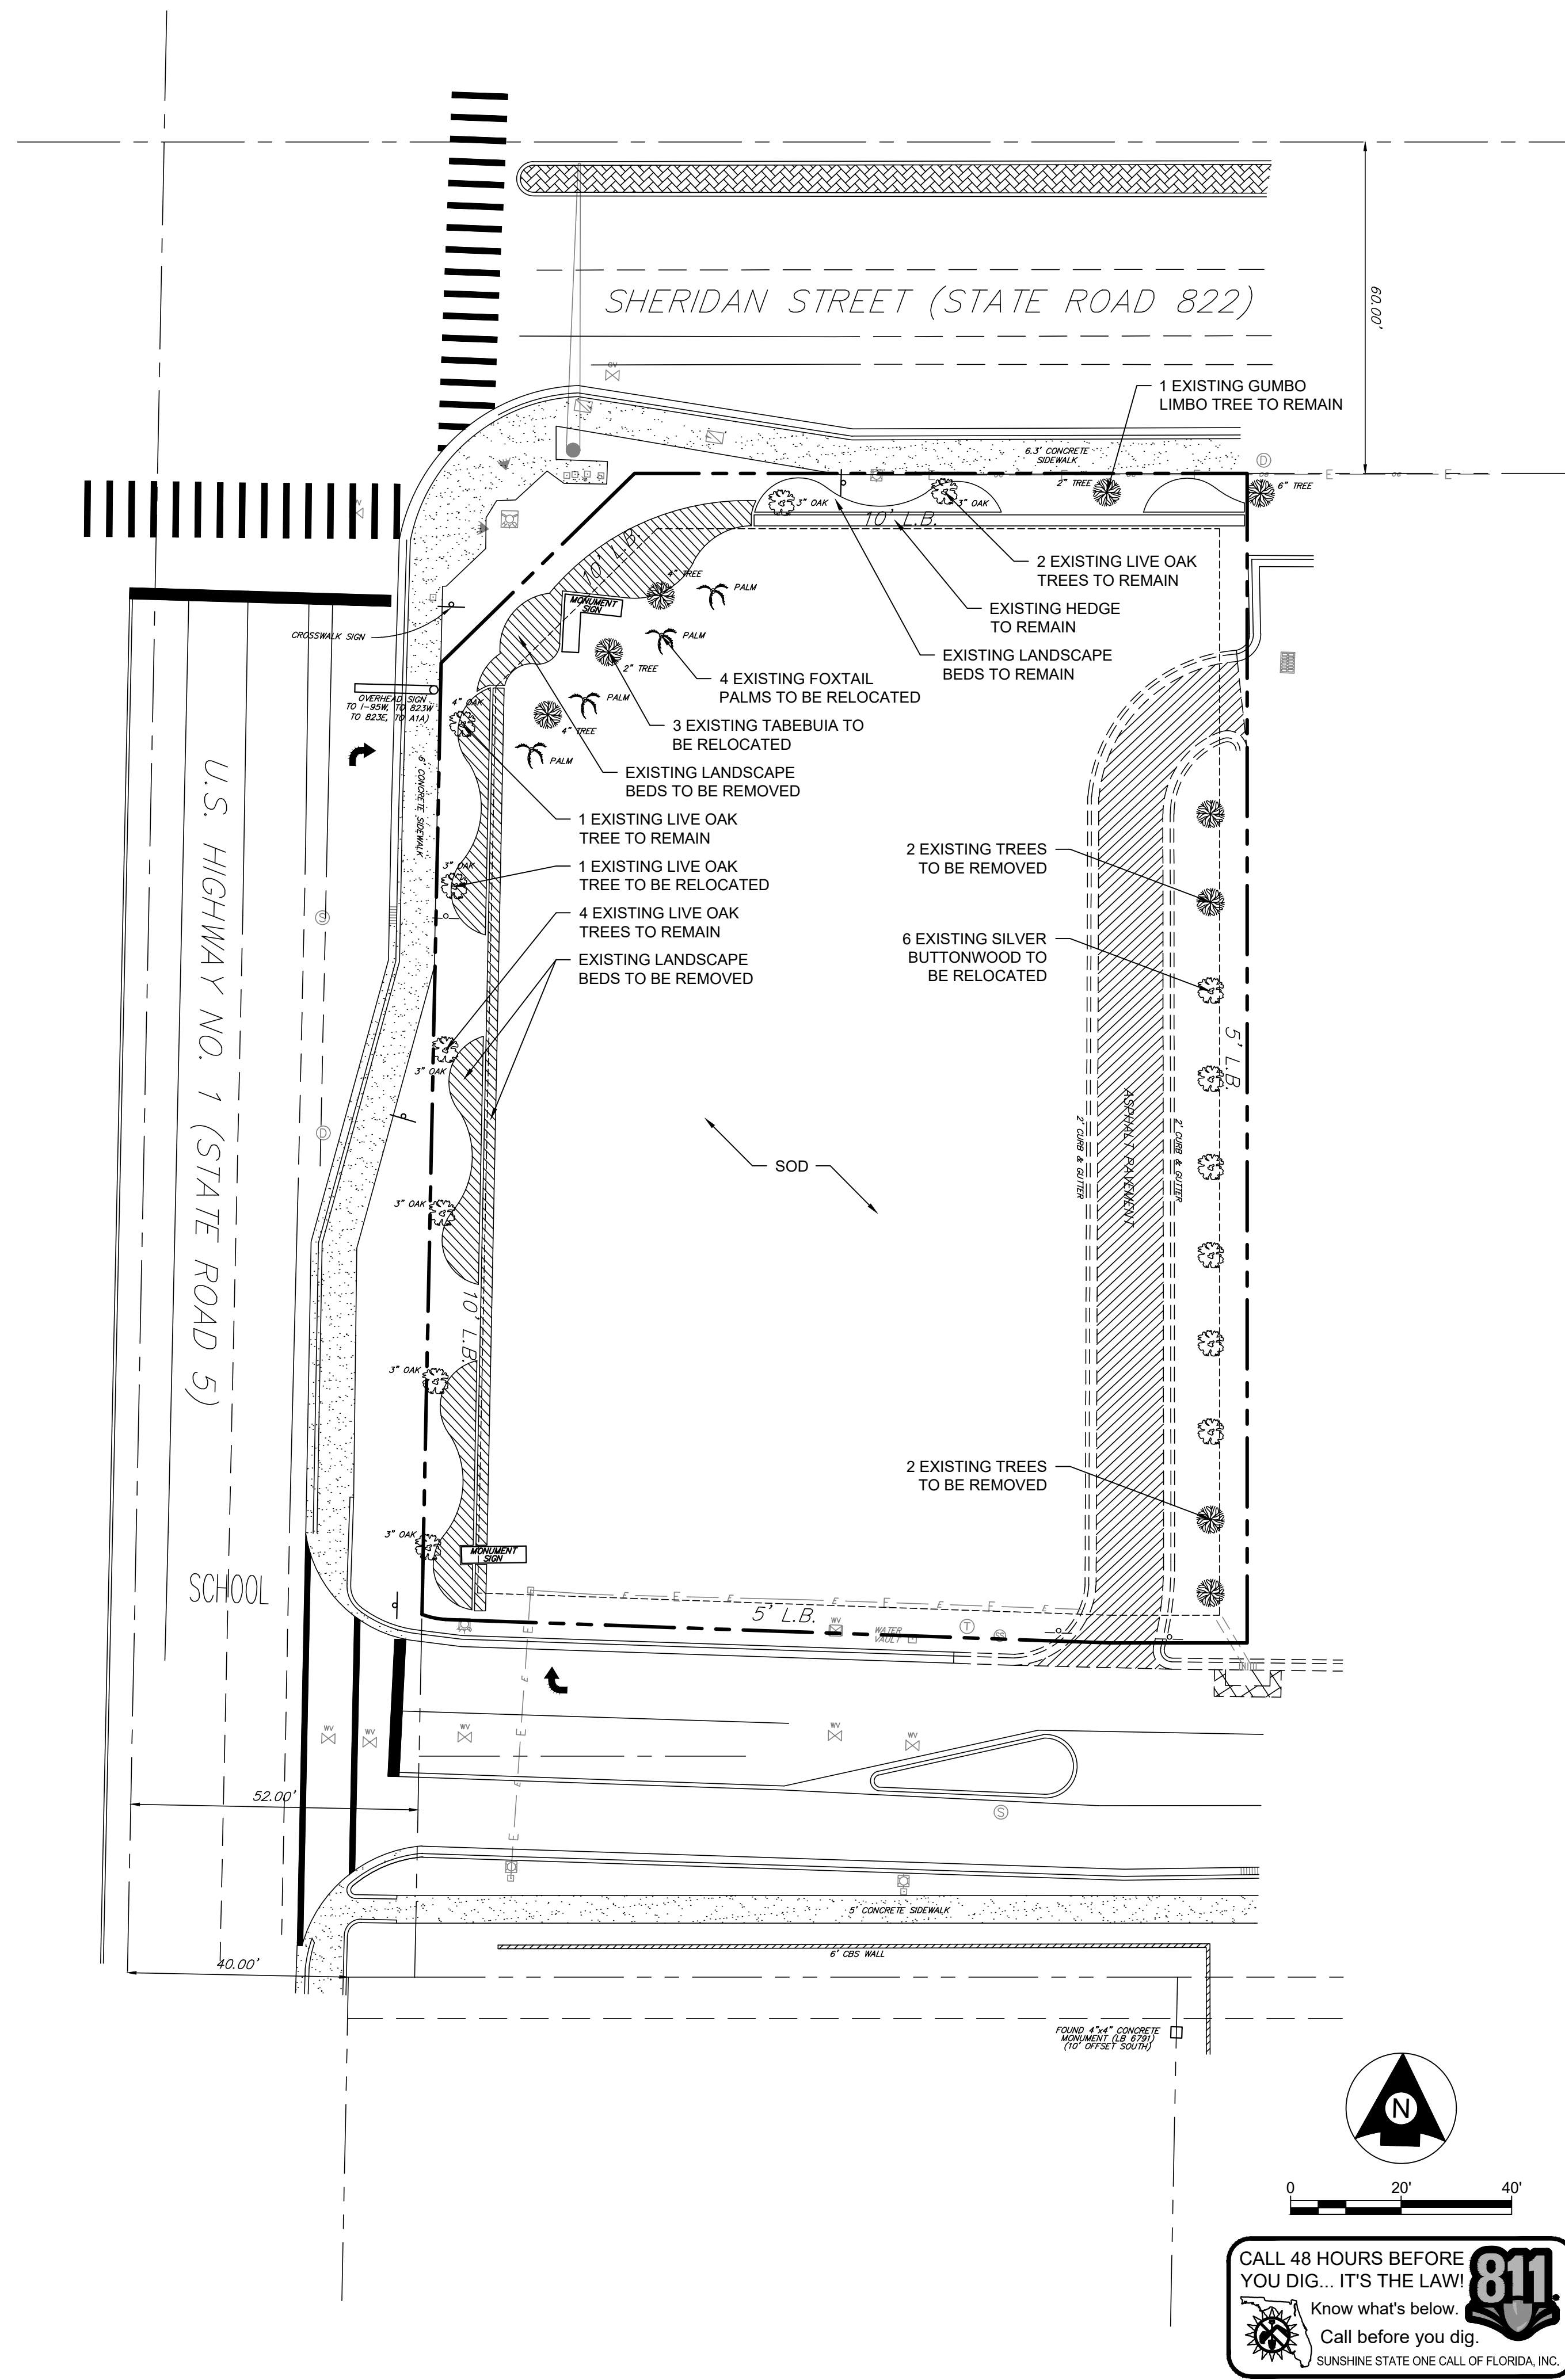 SHERIDAN STREET (STATE ROAD 822)
60.00'
GV
1 EXISTING GUMBO
LIMBO TREE TO REMAIN
6.3' CONCRETE
SIDEWALK
D
2" TREE
6" TREE
E
E
E
E
OE
OE
3" OAK
3" OAK
10' L.B.
10' L.B.
2 EXISTING LIVE OAK
TREES TO REMAIN
EXISTING HEDGE
TO REMAIN
EXISTING LANDSCAPE
BEDS TO REMAIN
4" TREE
PALM
MONUMENT
SIGN
PALM
2" TREE
4 EXISTING FOXTAIL
PALMS TO BE RELOCATED
PALM
4" TREE
PALM
3 EXISTING TABEBUIA TO
BE RELOCATED
CROSSWALK SIGN
OVERHEAD SIGN
TO I-95W, TO 823W
TO 823E, TO A1A)
4" OAK
6' CONCRETE SIDEWALK
EXISTING LANDSCAPE
BEDS TO BE REMOVED
1 EXISTING LIVE OAK
TREE TO REMAIN
3" OAK
1 EXISTING LIVE OAK
TREE TO BE RELOCATED
4 EXISTING LIVE OAK
TREES TO REMAIN
EXISTING LANDSCAPE
BEDS TO BE REMOVED
2 EXISTING TREES
TO BE REMOVED
6 EXISTING SILVER
BUTTONWOOD TO
BE RELOCATED
U.S. HIGHWAY NO. 1 (STATE ROAD 5)
S
D
3" OAK
3" OAK
3" OAK
3" OAK
10' L.B.
SOD
2' CURB & GUTTER
ASPHALT PAVEMENT
2' CURB & GUTTER
5' L.B.
2 EXISTING TREES
TO BE REMOVED
MONUMENT
SIGN
SCHOOL
5' L.B.
E
E
E
E
E
E
E
E
WV
WATER
VAULT
T
SS
E
E
E
E
E
E
WV
WV
WV
WV
WV
S
52.00'
5' CONCRETE SIDEWALK
6' CBS WALL
40.00'
FOUND 4"x4" CONCRETE
MONUMENT (LB 6791)
(10' OFFSET SOUTH)
N
0 20' 40'
CALL 48 HOURS BEFORE
YOU DIG... IT'S THE LAW!
811
Know what's below.
Call before you dig.
SUNSHINE STATE ONE CALL OF FLORIDA, INC.